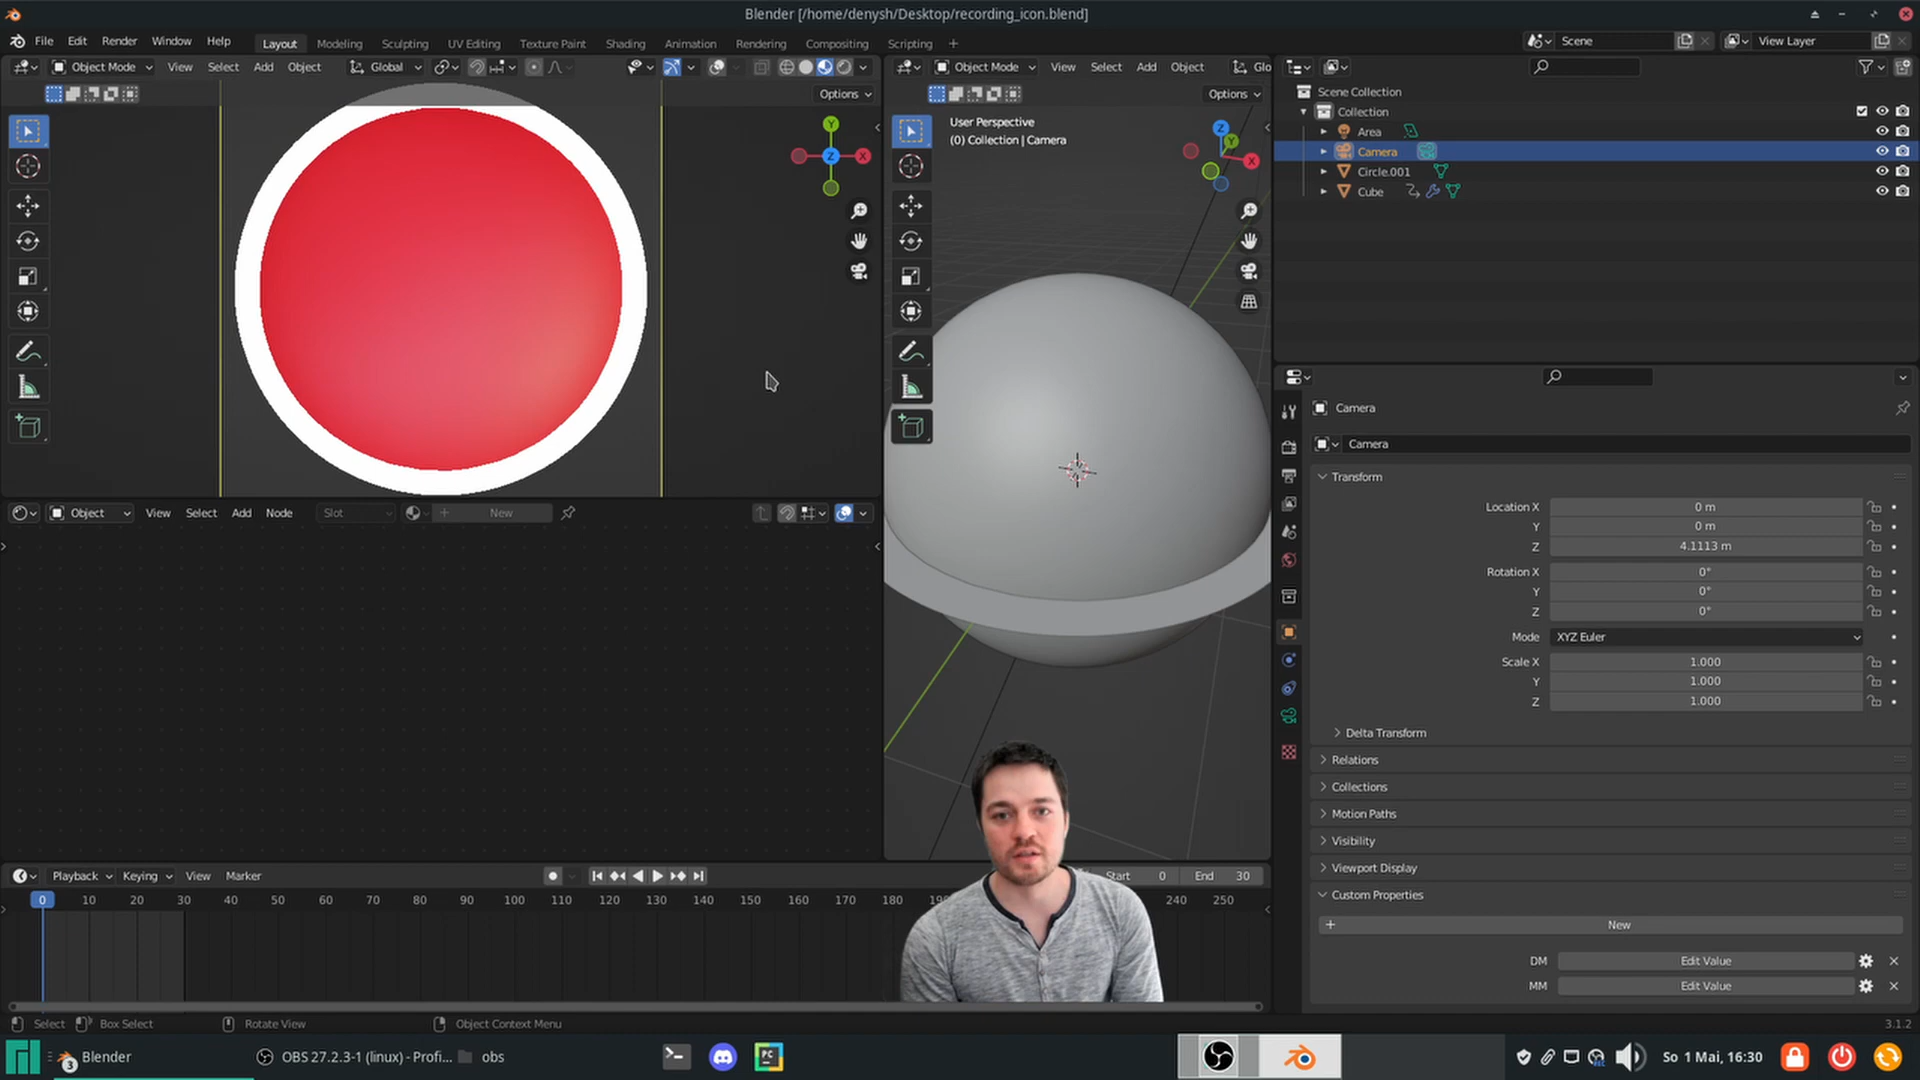 Blender [/home/denysh/Desktop/recording_icon.blend]
File Edit Render Window Help
Layout Modeling Sculpting UV Editing Texture Paint Shading Animation Rendering Compositing Scripting +
Scene
View Layer
Object Mode View Select Add Object Global
Options
Y
Z
X
Object Mode View Select Add Object Glo
Options
User Perspective
(0) Collection | Camera
Z
Y
X
Scene Collection
Collection
Area
Camera
Circle.001
Cube
Camera
Camera
Transform
Location X 0 m
Y 0 m
Z 4.1113 m
Rotation X 0°
Y 0°
Z 0°
Mode XYZ Euler
Scale X 1.000
Y 1.000
Z 1.000
Delta Transform
Relations
Collections
Motion Paths
Visibility
Viewport Display
Custom Properties
+ New
DM Edit Value
MM Edit Value
Object View Select Add Object Node Slot + New
Playback Keying View Marker
Start 0 End 30
0 10 20 30 40 50 60 70 80 90 100 110 120 130 140 150 160 170 180 240 250
Select Box Select Rotate View Object Context Menu
3.1.2
3 Blender
OBS 27.2.3-1 (linux) - Profi...
obs
PC
So 1 Mai, 16:30